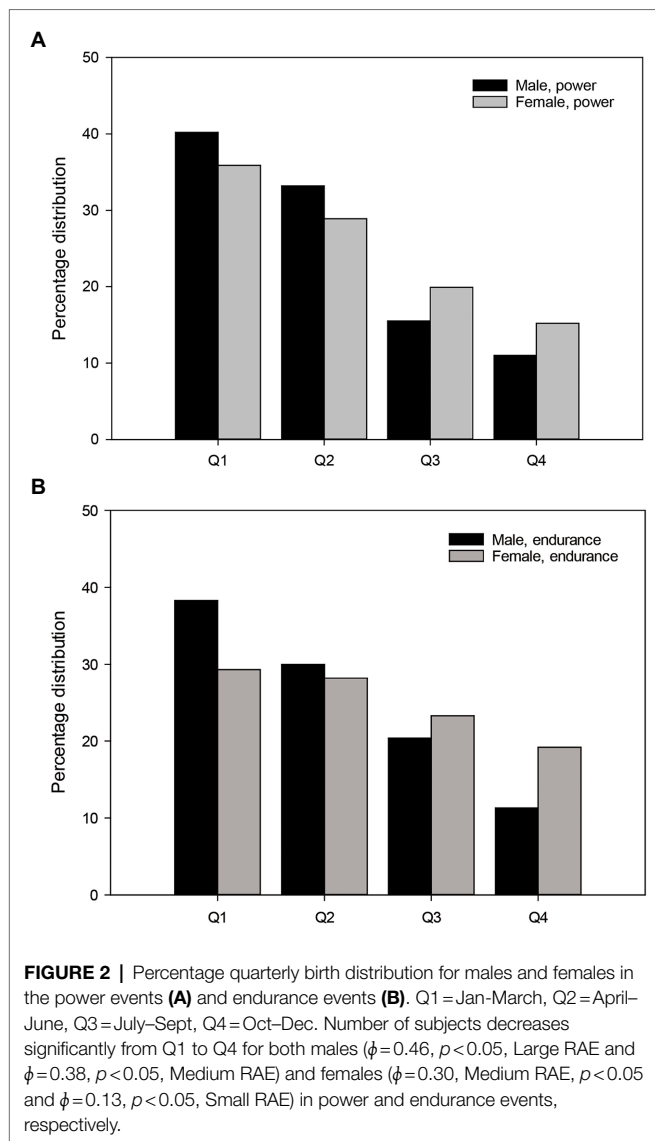 A
50
40
30
20
10
0
Percentage distribution
Male, power
Female, power
Q1 Q2 Q3 Q4
B
50
40
30
20
10
0
Percentage distribution
Male, endurance
Female, endurance
Q1 Q2 Q3 Q4
FIGURE 2 | Percentage quarterly birth distribution for males and females in
the power events (A) and endurance events (B). Q1 = Jan-March, Q2 = April–
June, Q3 = July–Sept, Q4 = Oct–Dec. Number of subjects decreases
significantly from Q1 to Q4 for both males (ϕ = 0.46, p < 0.05, Large RAE and
ϕ = 0.38, p < 0.05, Medium RAE) and females (ϕ = 0.30, Medium RAE, p < 0.05
and ϕ = 0.13, p < 0.05, Small RAE) in power and endurance events,
respectively.